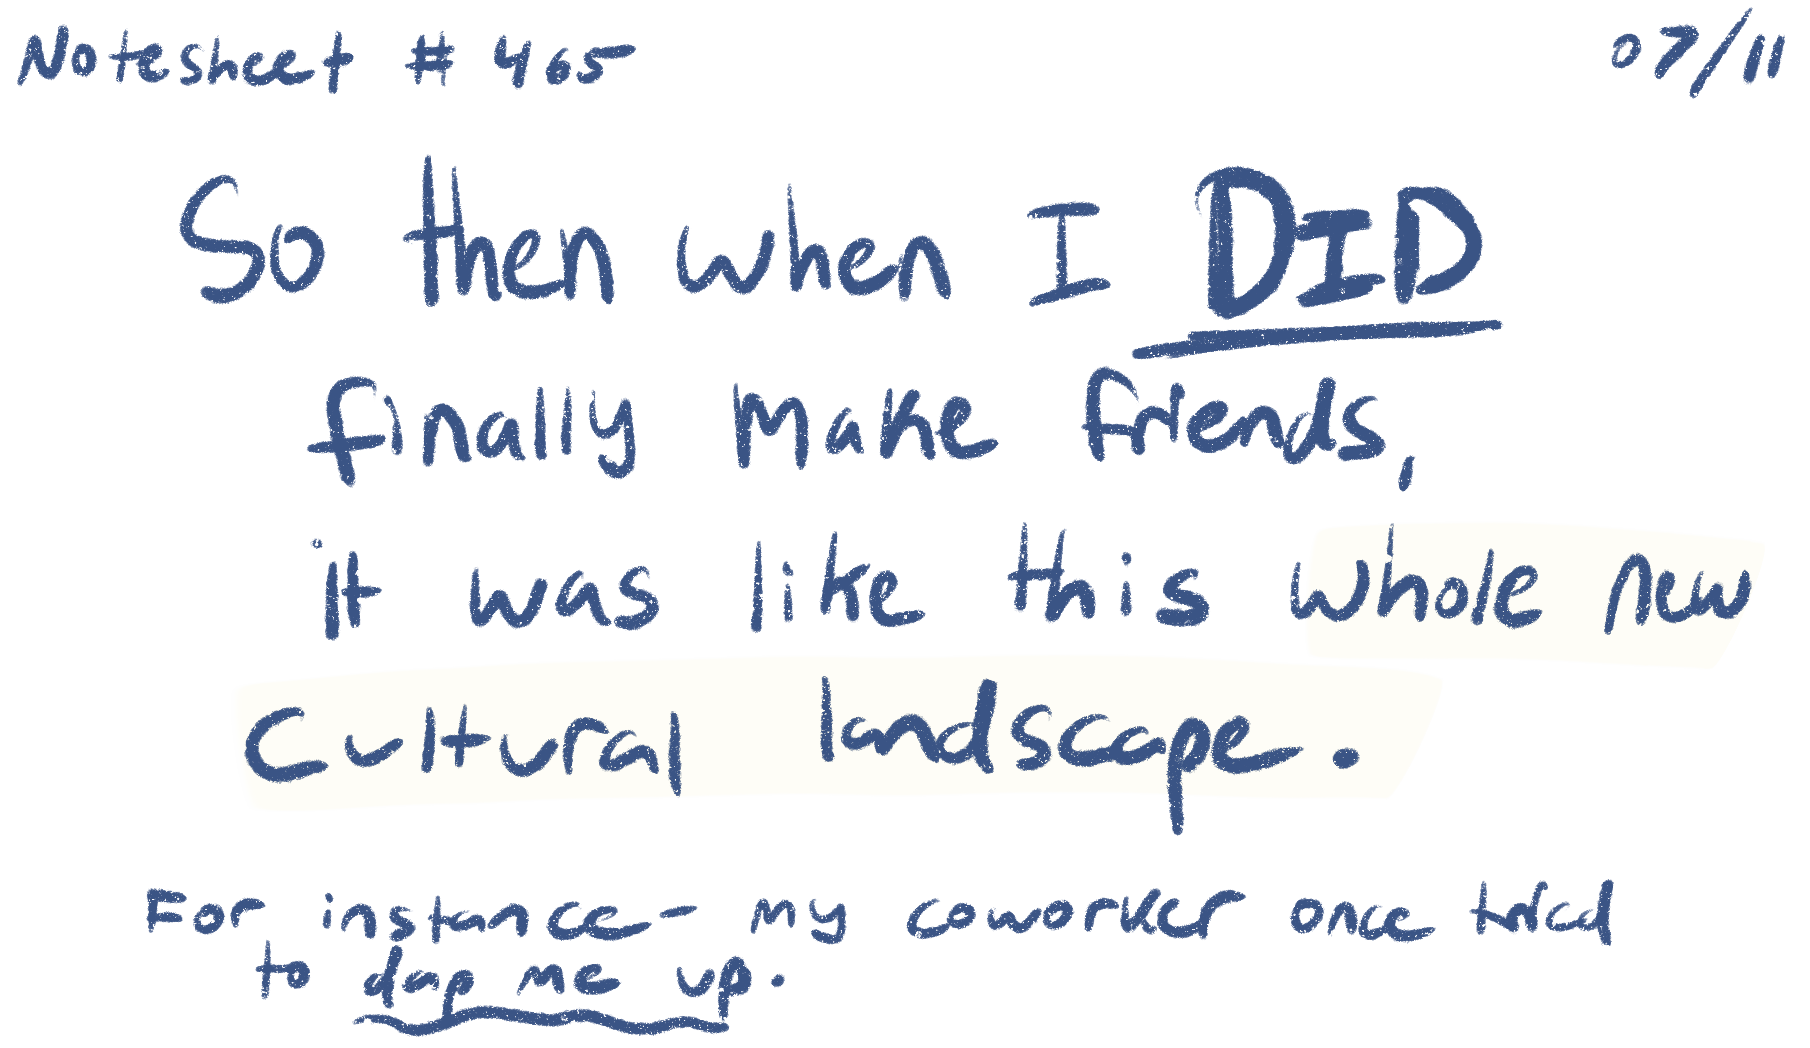 Notesheet # 465
07/11
So then when I DID
finally make friends,
it was like this whole new
cultural landscape.
For instance - my coworker once tried
to dap me up.